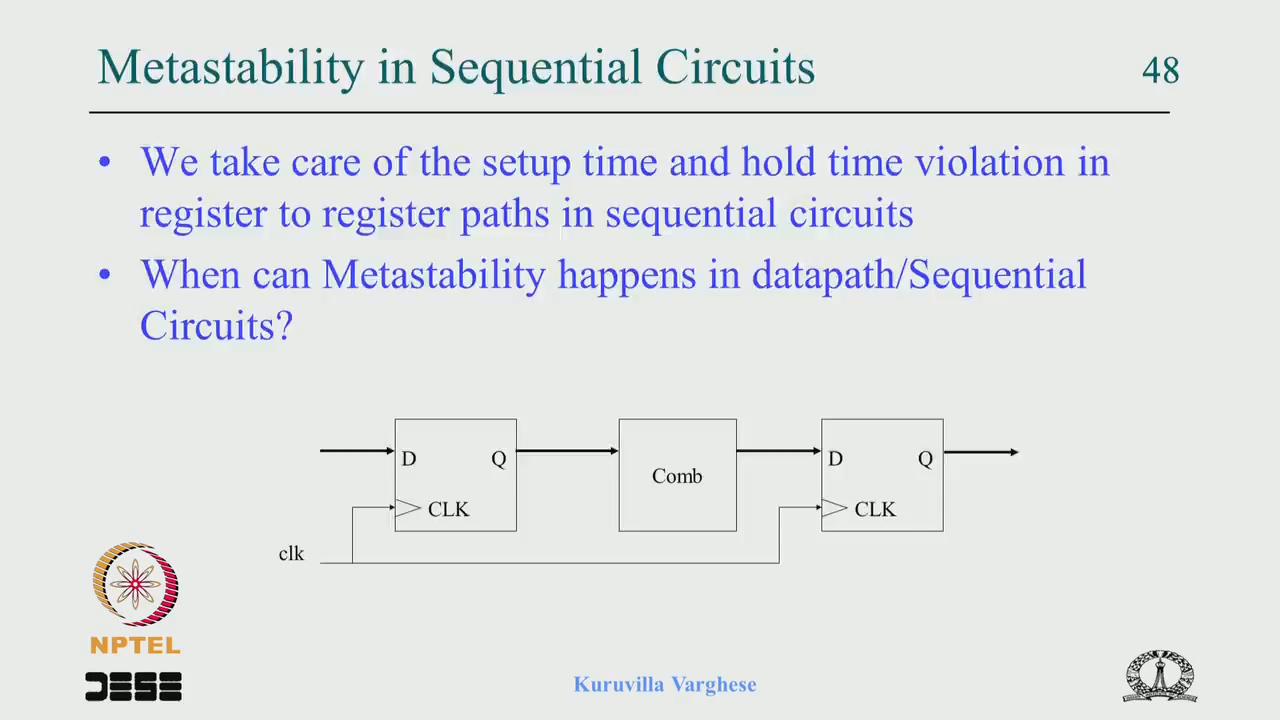 Metastability in Sequential Circuits
48
• We take care of the setup time and hold time violation in
register to register paths in sequential circuits
• When can Metastability happens in datapath/Sequential
Circuits?
D Q
CLK
Comb
D Q
CLK
clk
NPTEL
DESE
Kuruvilla Varghese